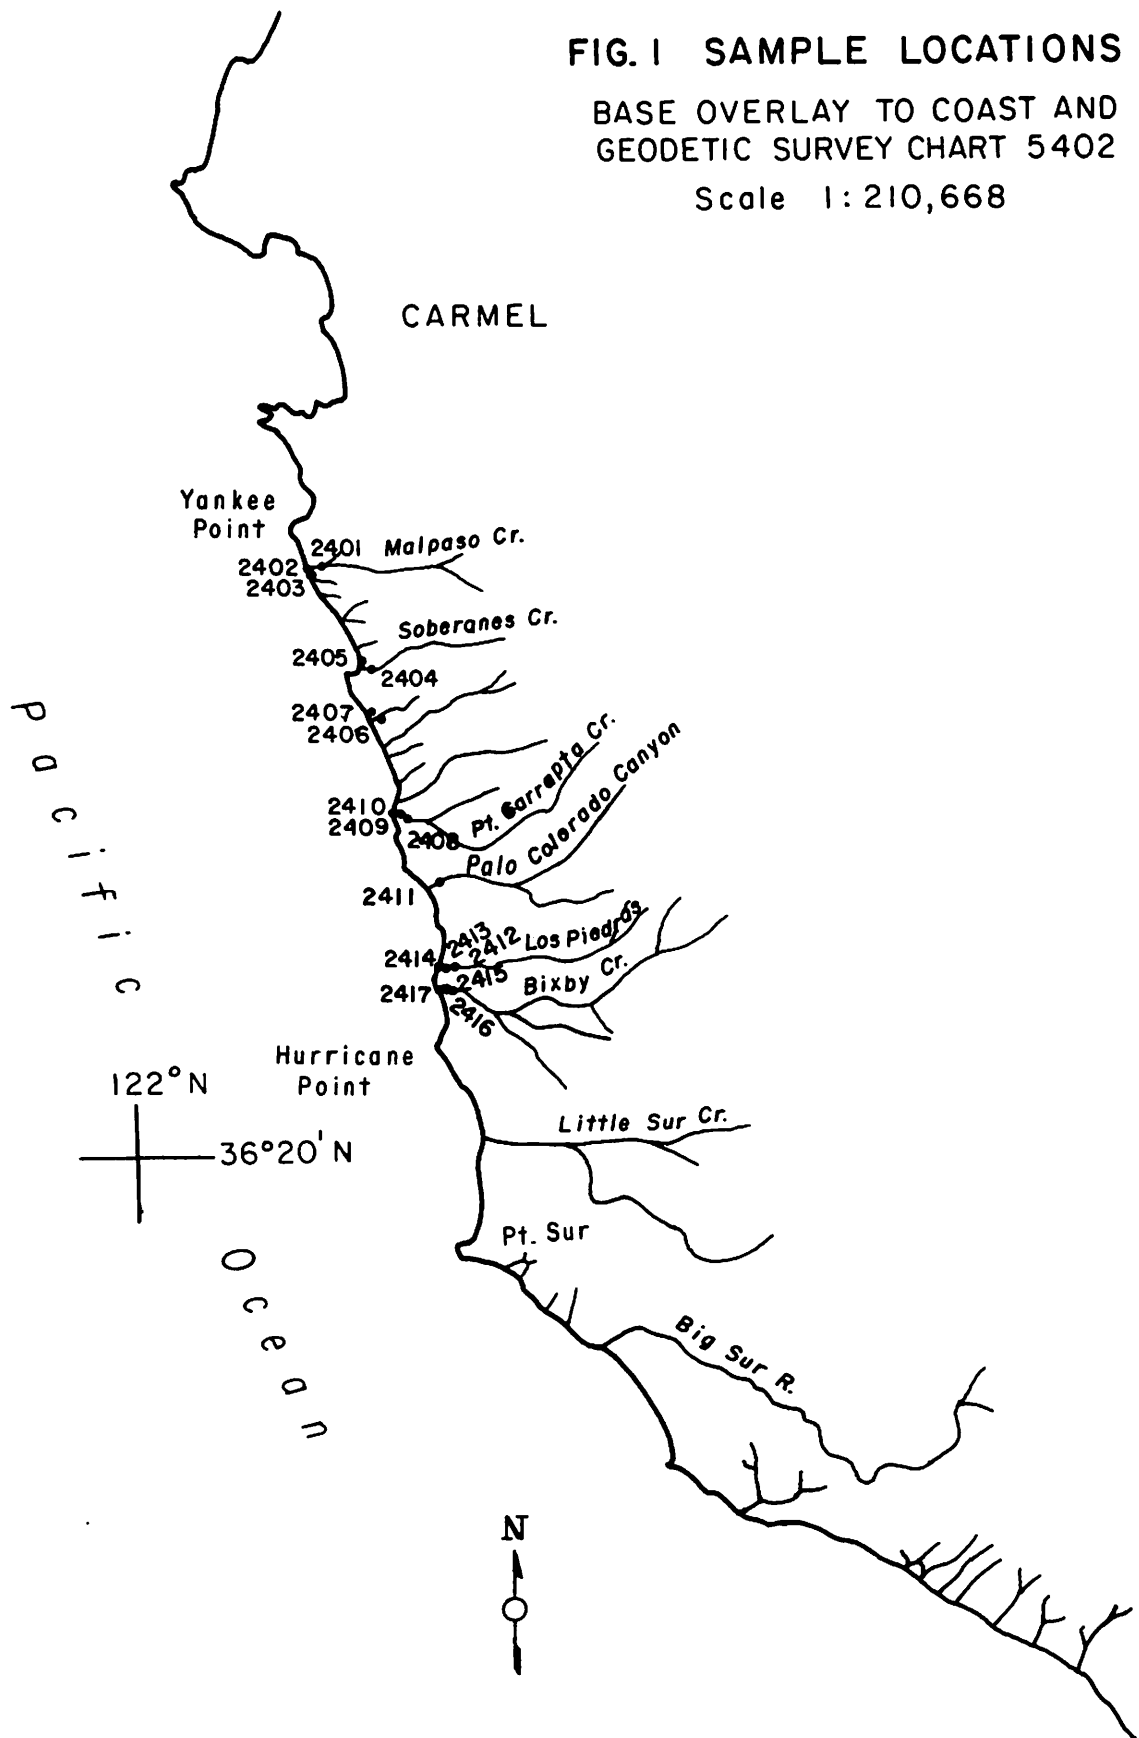 FIG. 1 SAMPLE LOCATIONS
BASE OVERLAY TO COAST AND
GEODETIC SURVEY CHART 5402
Scale 1:210,668
CARMEL
Yankee
Point
2401
Malpaso Cr.
2402
2403
Soberanes Cr.
2405
2404
2407
2406
Pt. Garrapta Cr.
2410
2409
2408
Palo Colorado Canyon
2411
2413
2412
Los Piedras
2414
2415
Bixby Cr.
2417
2416
Hurricane
Point
122°N
36°20'N
Little Sur Cr.
Pt. Sur
Big Sur R.
Pacific
Ocean
N